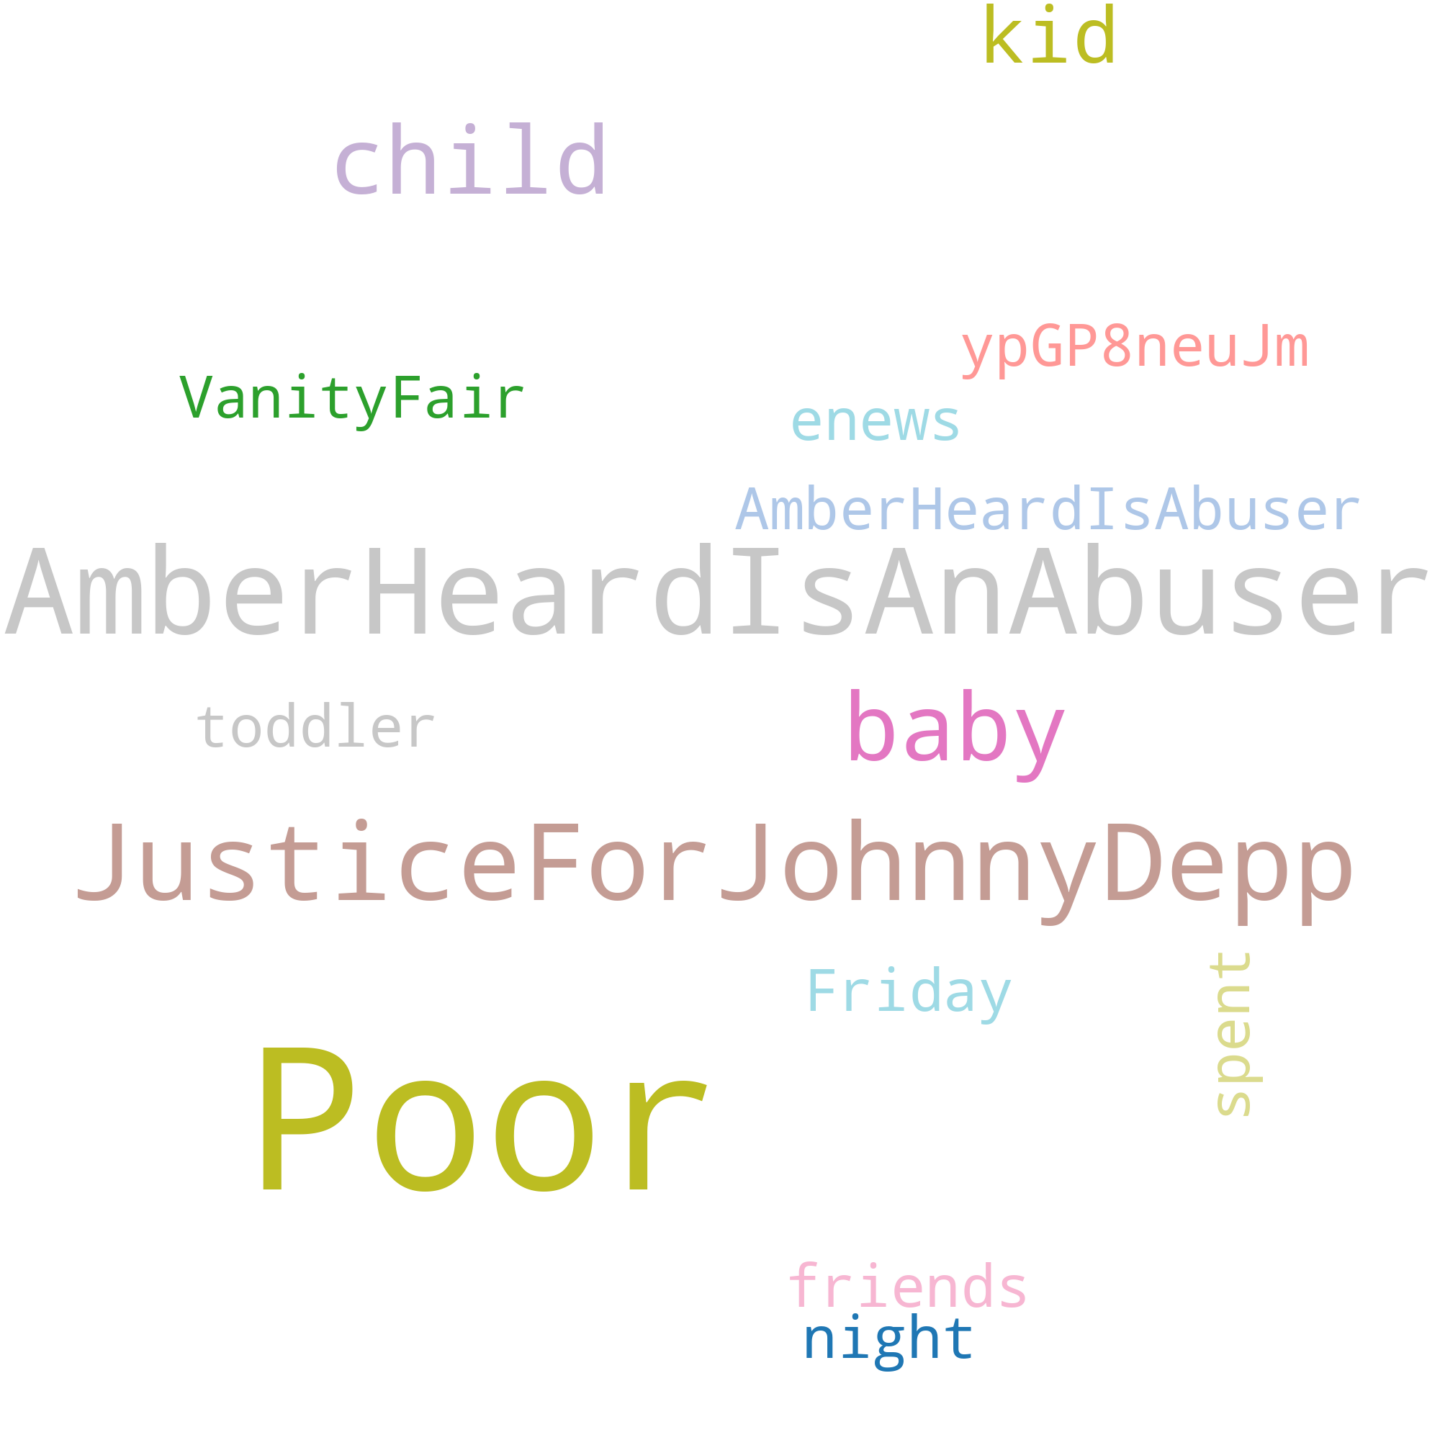 kid
child
ypGP8neuJm
VanityFair
enews
AmberHeardIsAbuser
AmberHeardIsAnAbuser
toddler
baby
JusticeForJohnnyDepp
Friday
spent
Poor
friends
night